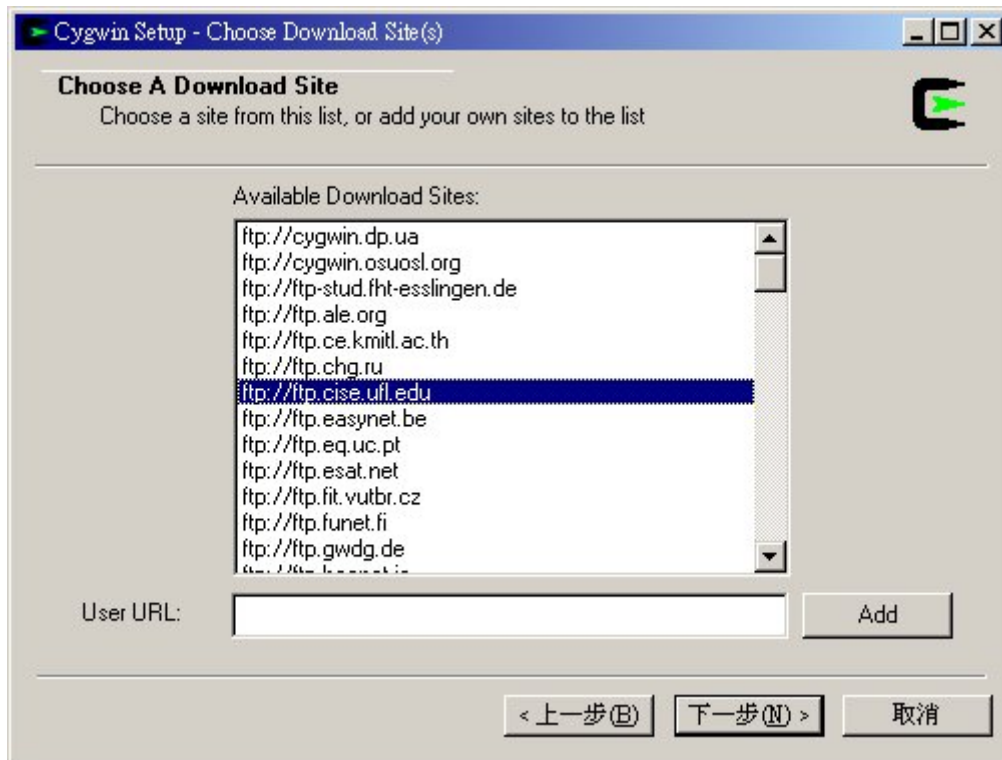 Cygwin Setup - Choose Download Site(s)
Choose A Download Site
Choose a site from this list, or add your own sites to the list
Available Download Sites:
ftp://cygwin.dp.ua
ftp://cygwin.osuosl.org
ftp://ftp-stud.fht-esslingen.de
ftp://ftp.ale.org
ftp://ftp.ce.kmitl.ac.th
ftp://ftp.chg.ru
ftp://ftp.cise.ufl.edu
ftp://ftp.easynet.be
ftp://ftp.eq.uc.pt
ftp://ftp.esat.net
ftp://ftp.fit.vutbr.cz
ftp://ftp.funet.fi
ftp://ftp.gwdg.de
User URL:
Add
< 上一步(B)
下一步(N) >
取消